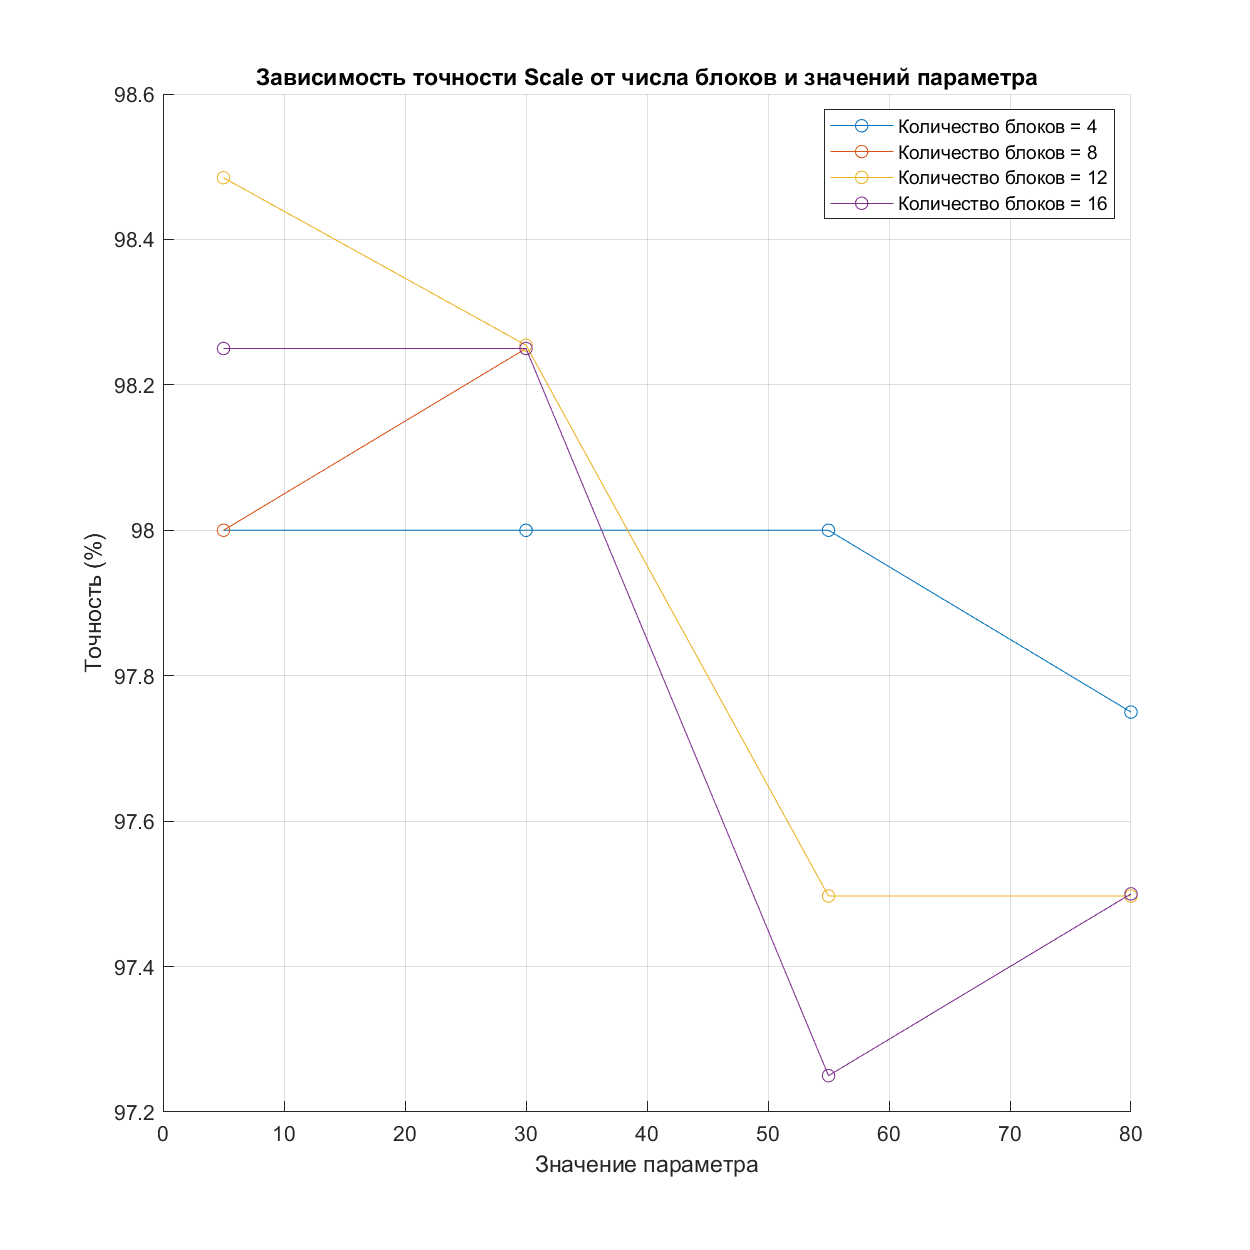 Зависимость точности Scale от числа блоков и значений параметра
98.6
98.4
98.2
98
97.8
97.6
97.4
97.2
Точность (%)
Количество блоков = 4
Количество блоков = 8
Количество блоков = 12
Количество блоков = 16
0 10 20 30 40 50 60 70 80
Значение параметра